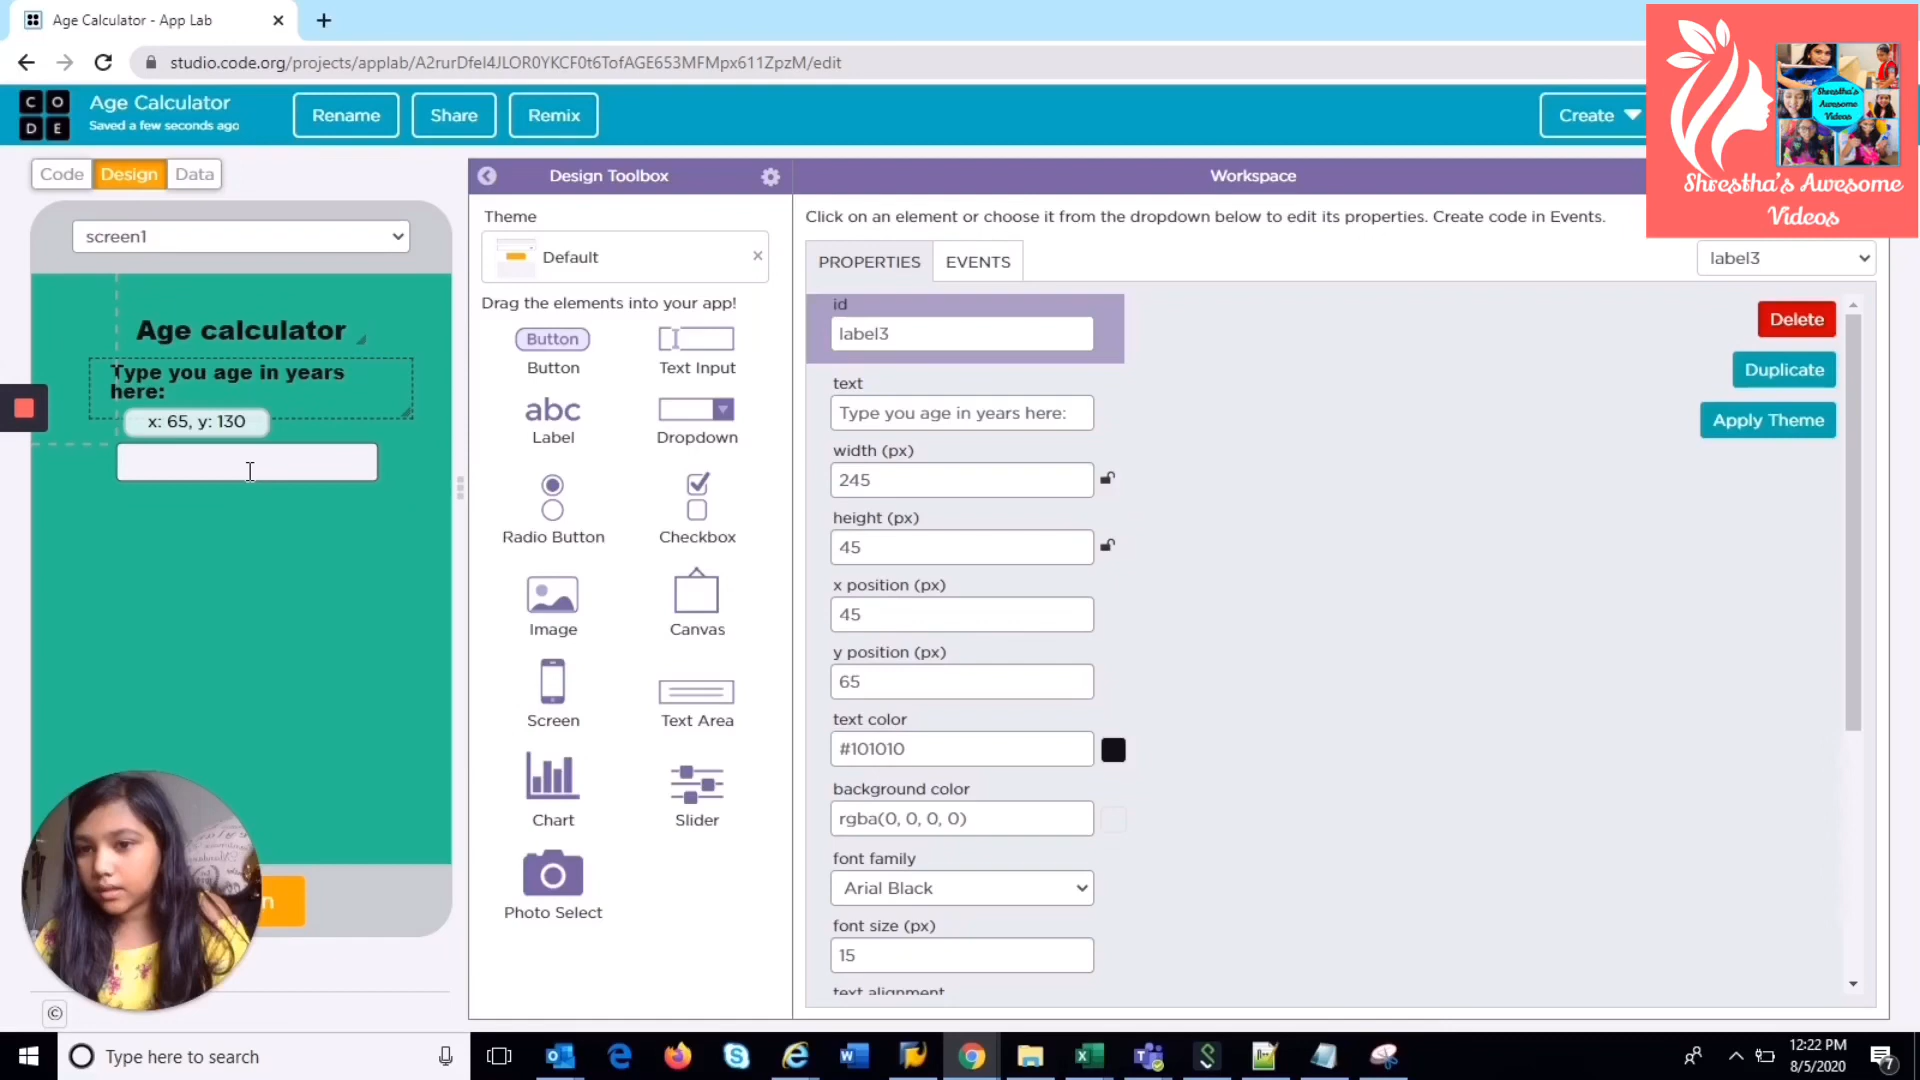 Age Calculator - App Lab
studio.code.org/projects/applab/A2rurDfel4JLOR0YKCF0t6TofAGE653MFMpx611ZpzM/edit
C O
D E
Age Calculator
Saved a few seconds ago
Rename
Share
Remix
Create
Shrestha's
Awesome
Videos
Shrestha's Awesome
Videos
Code
Design
Data
Design Toolbox
Workspace
screen1
Age calculator
Type you age in years
here:
x: 65, y: 130
n
Theme
Default
Drag the elements into your app!
Button
Button
Text Input
abc
Label
Dropdown
Radio Button
Checkbox
Image
Canvas
Screen
Text Area
Chart
Slider
Photo Select
Click on an element or choose it from the dropdown below to edit its properties. Create code in Events.
PROPERTIES
EVENTS
label3
id
label3
text
Type you age in years here:
width (px)
245
height (px)
45
x position (px)
45
y position (px)
65
text color
#101010
background color
rgba(0, 0, 0, 0)
font family
Arial Black
font size (px)
15
text alignment
Delete
Duplicate
Apply Theme
©
Type here to search
12:22 PM
8/5/2020
7